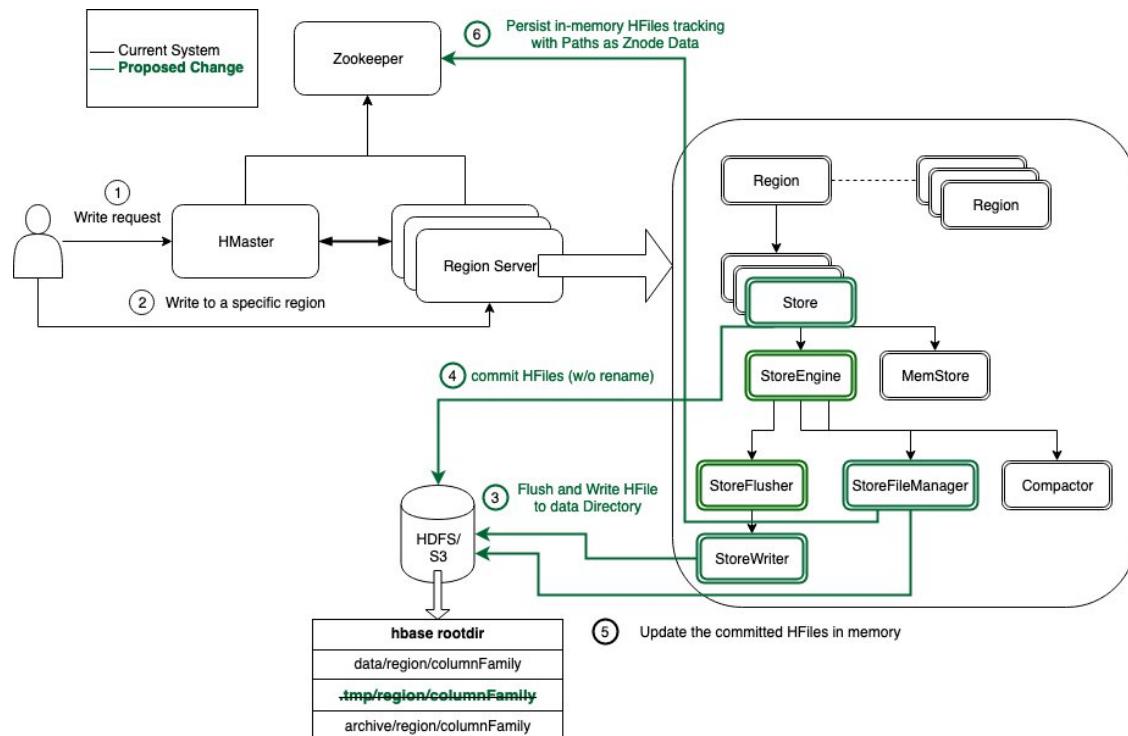 Current System
Proposed Change
Zookeeper
6
Persist in-memory HFiles tracking
with Paths as Znode Data
1
Write request
HMaster
Region Server
2
Write to a specific region
Region
Region
Store
StoreEngine
MemStore
4
commit HFiles (w/o rename)
StoreFlusher
StoreFileManager
Compactor
3
Flush and Write HFile
to data Directory
StoreWriter
HDFS/
S3
5
Update the committed HFiles in memory
hbase rootdir
data/region/columnFamily
.tmp/region/columnFamily
archive/region/columnFamily